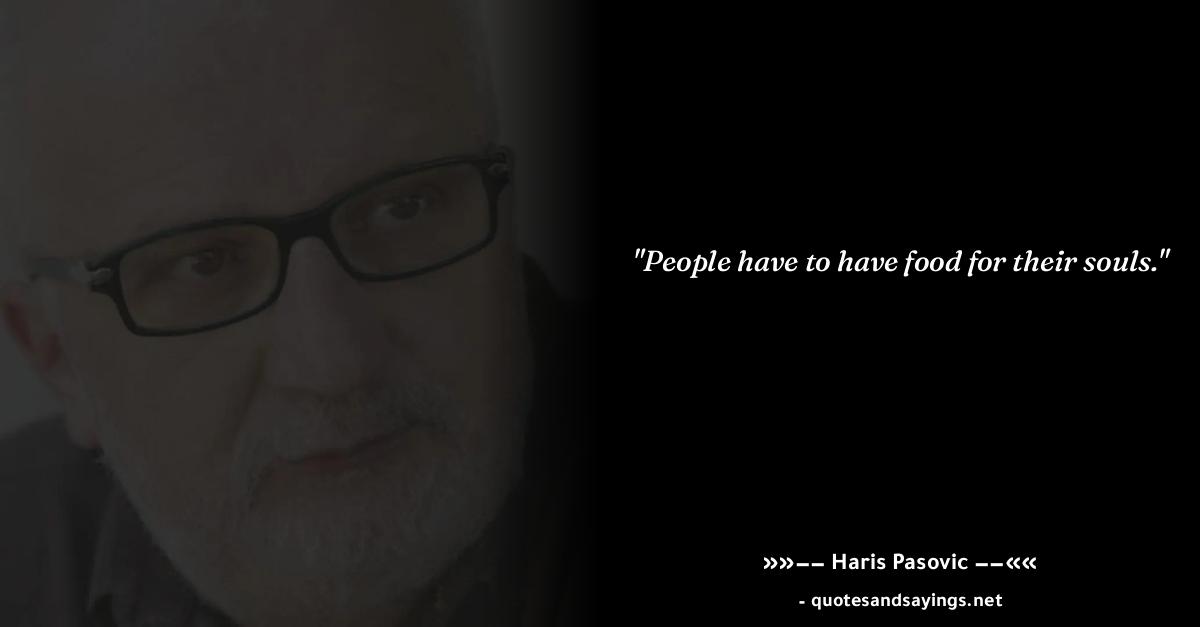 "People have to have food for their souls."
»»–– Haris Pasovic ––««
- quotesandsayings.net